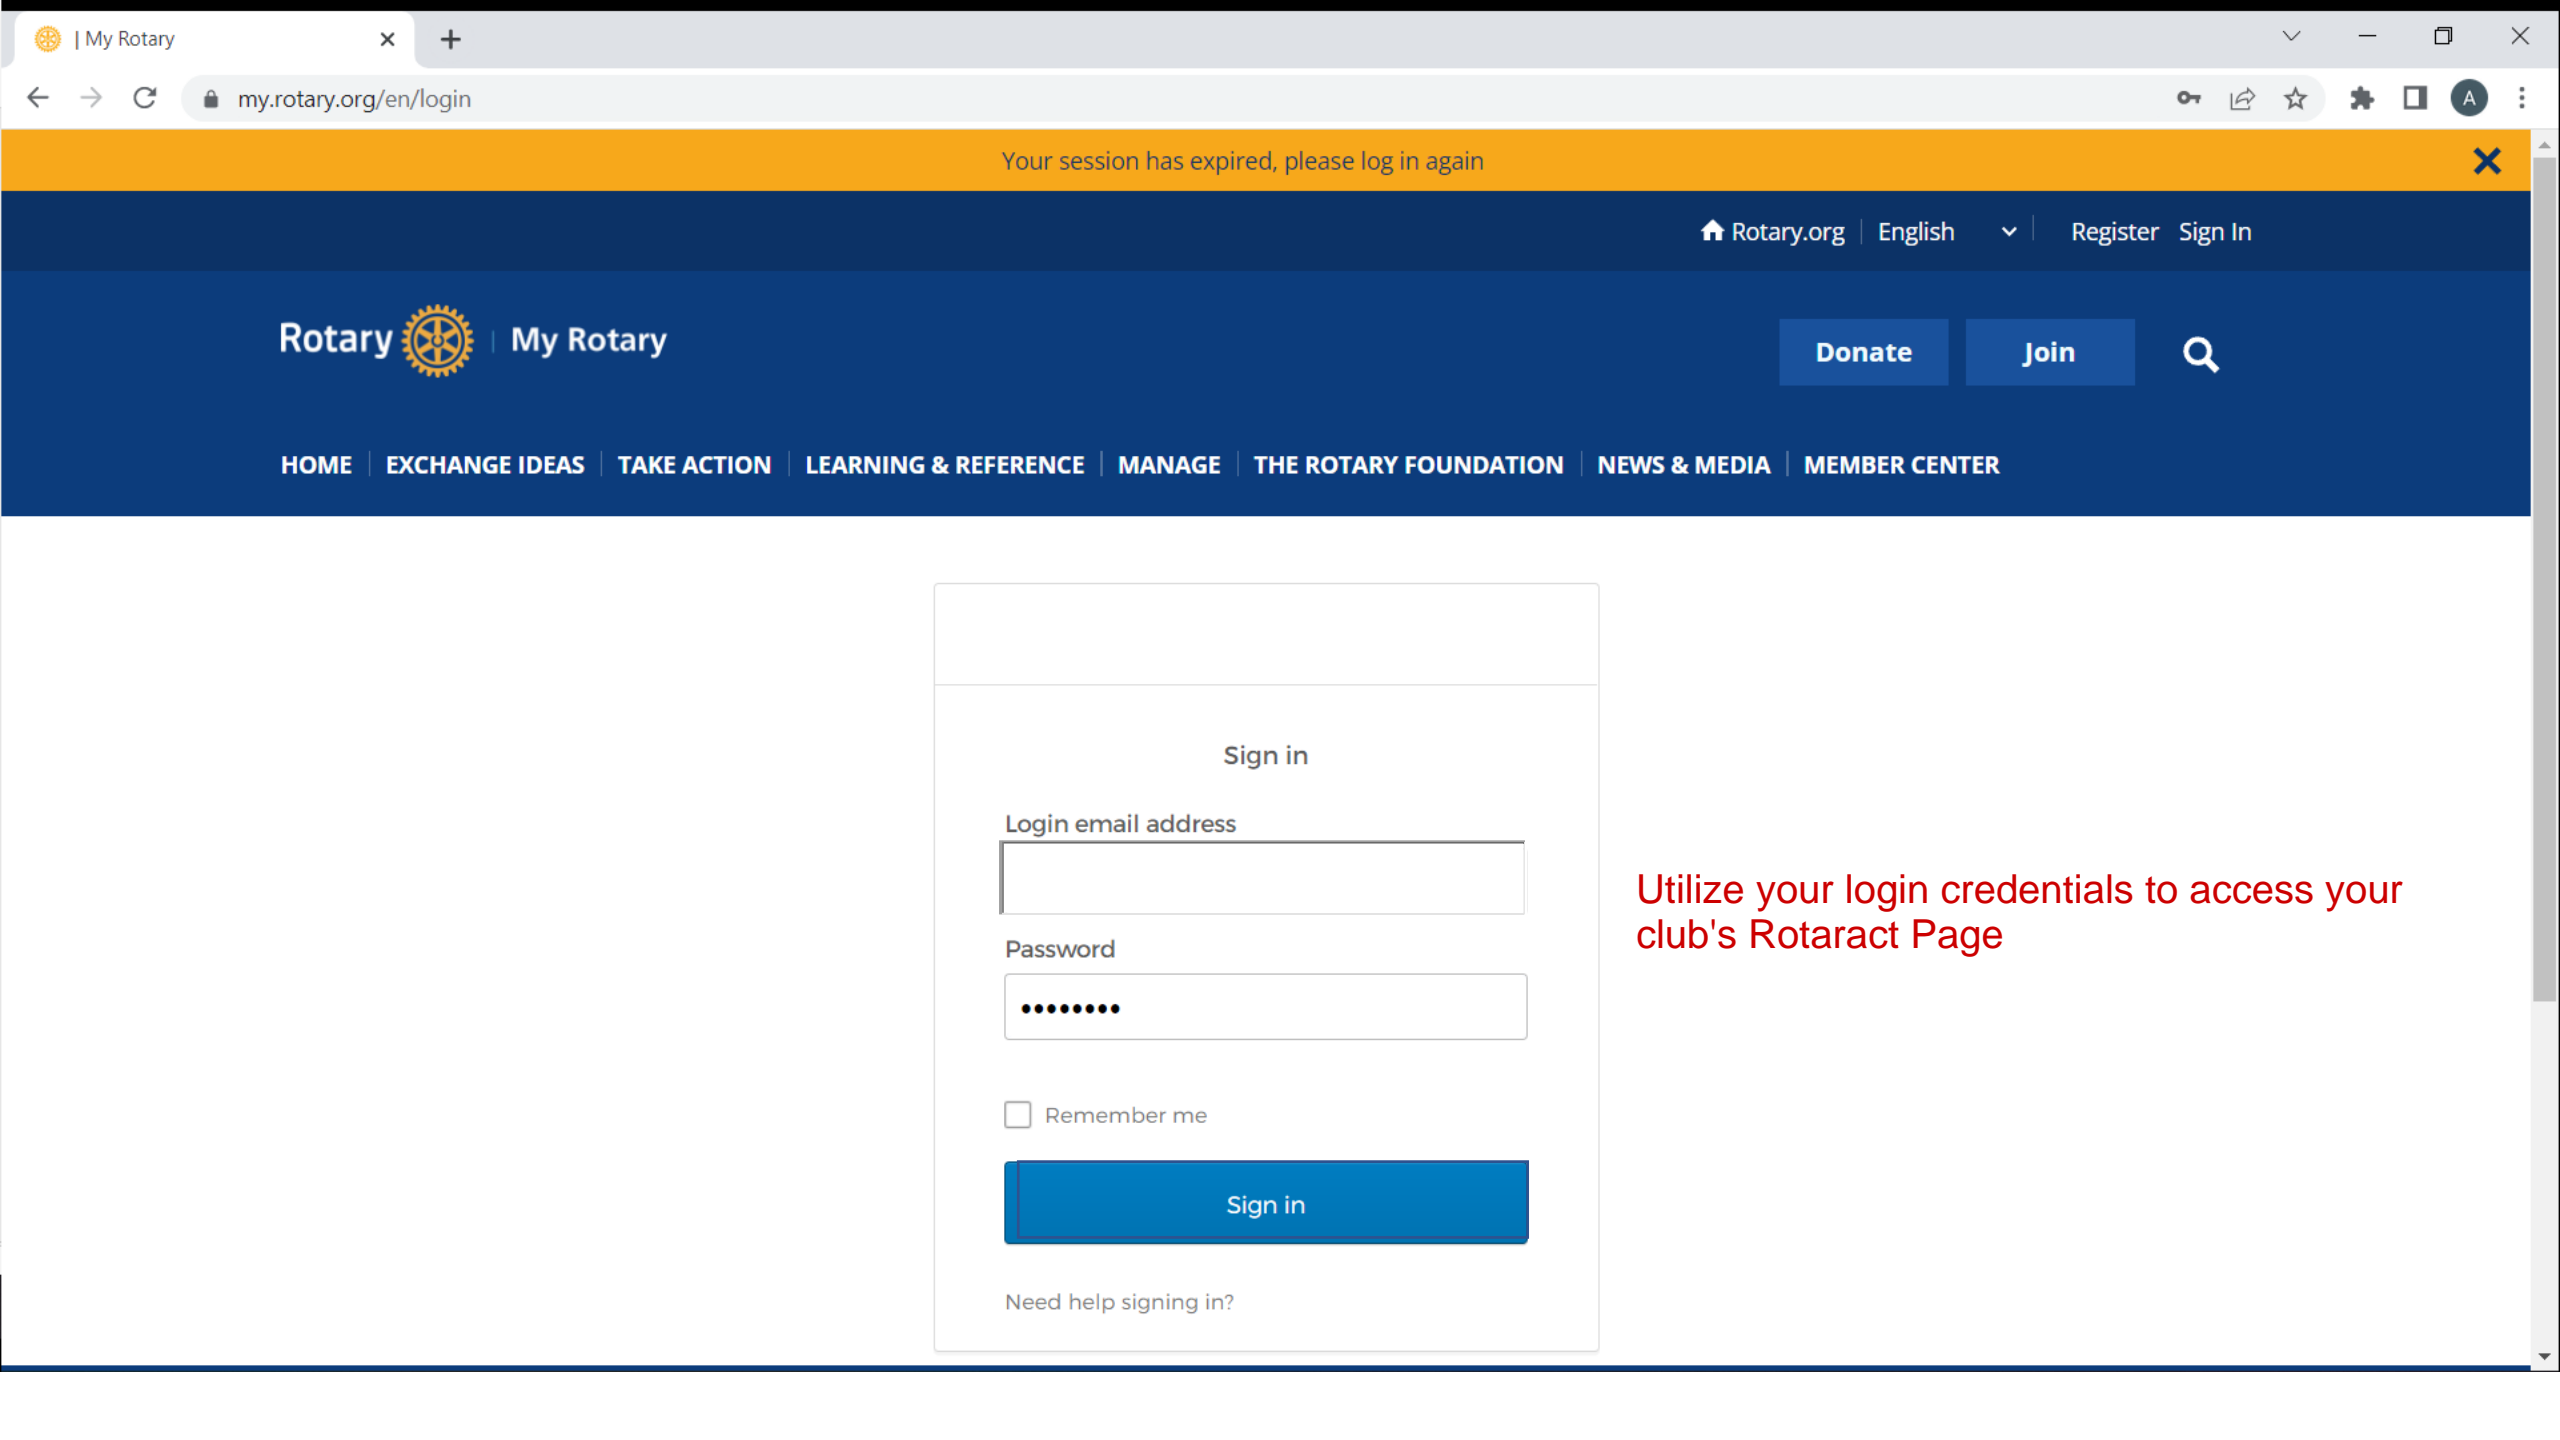 | My Rotary
my.rotary.org/en/login
A
Your session has expired, please log in again
Rotary.org English Register Sign In
Rotary My Rotary
Donate Join
HOME EXCHANGE IDEAS TAKE ACTION LEARNING & REFERENCE MANAGE THE ROTARY FOUNDATION NEWS & MEDIA MEMBER CENTER
Sign in
Login email address
Utilize your login credentials to access your
club's Rotaract Page
Password
••••••••
Remember me
Sign in
Need help signing in?